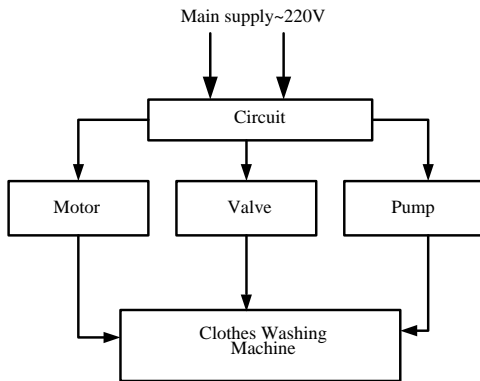 Main supply~220V
Circuit
Motor
Valve
Pump
Clothes Washing
Machine